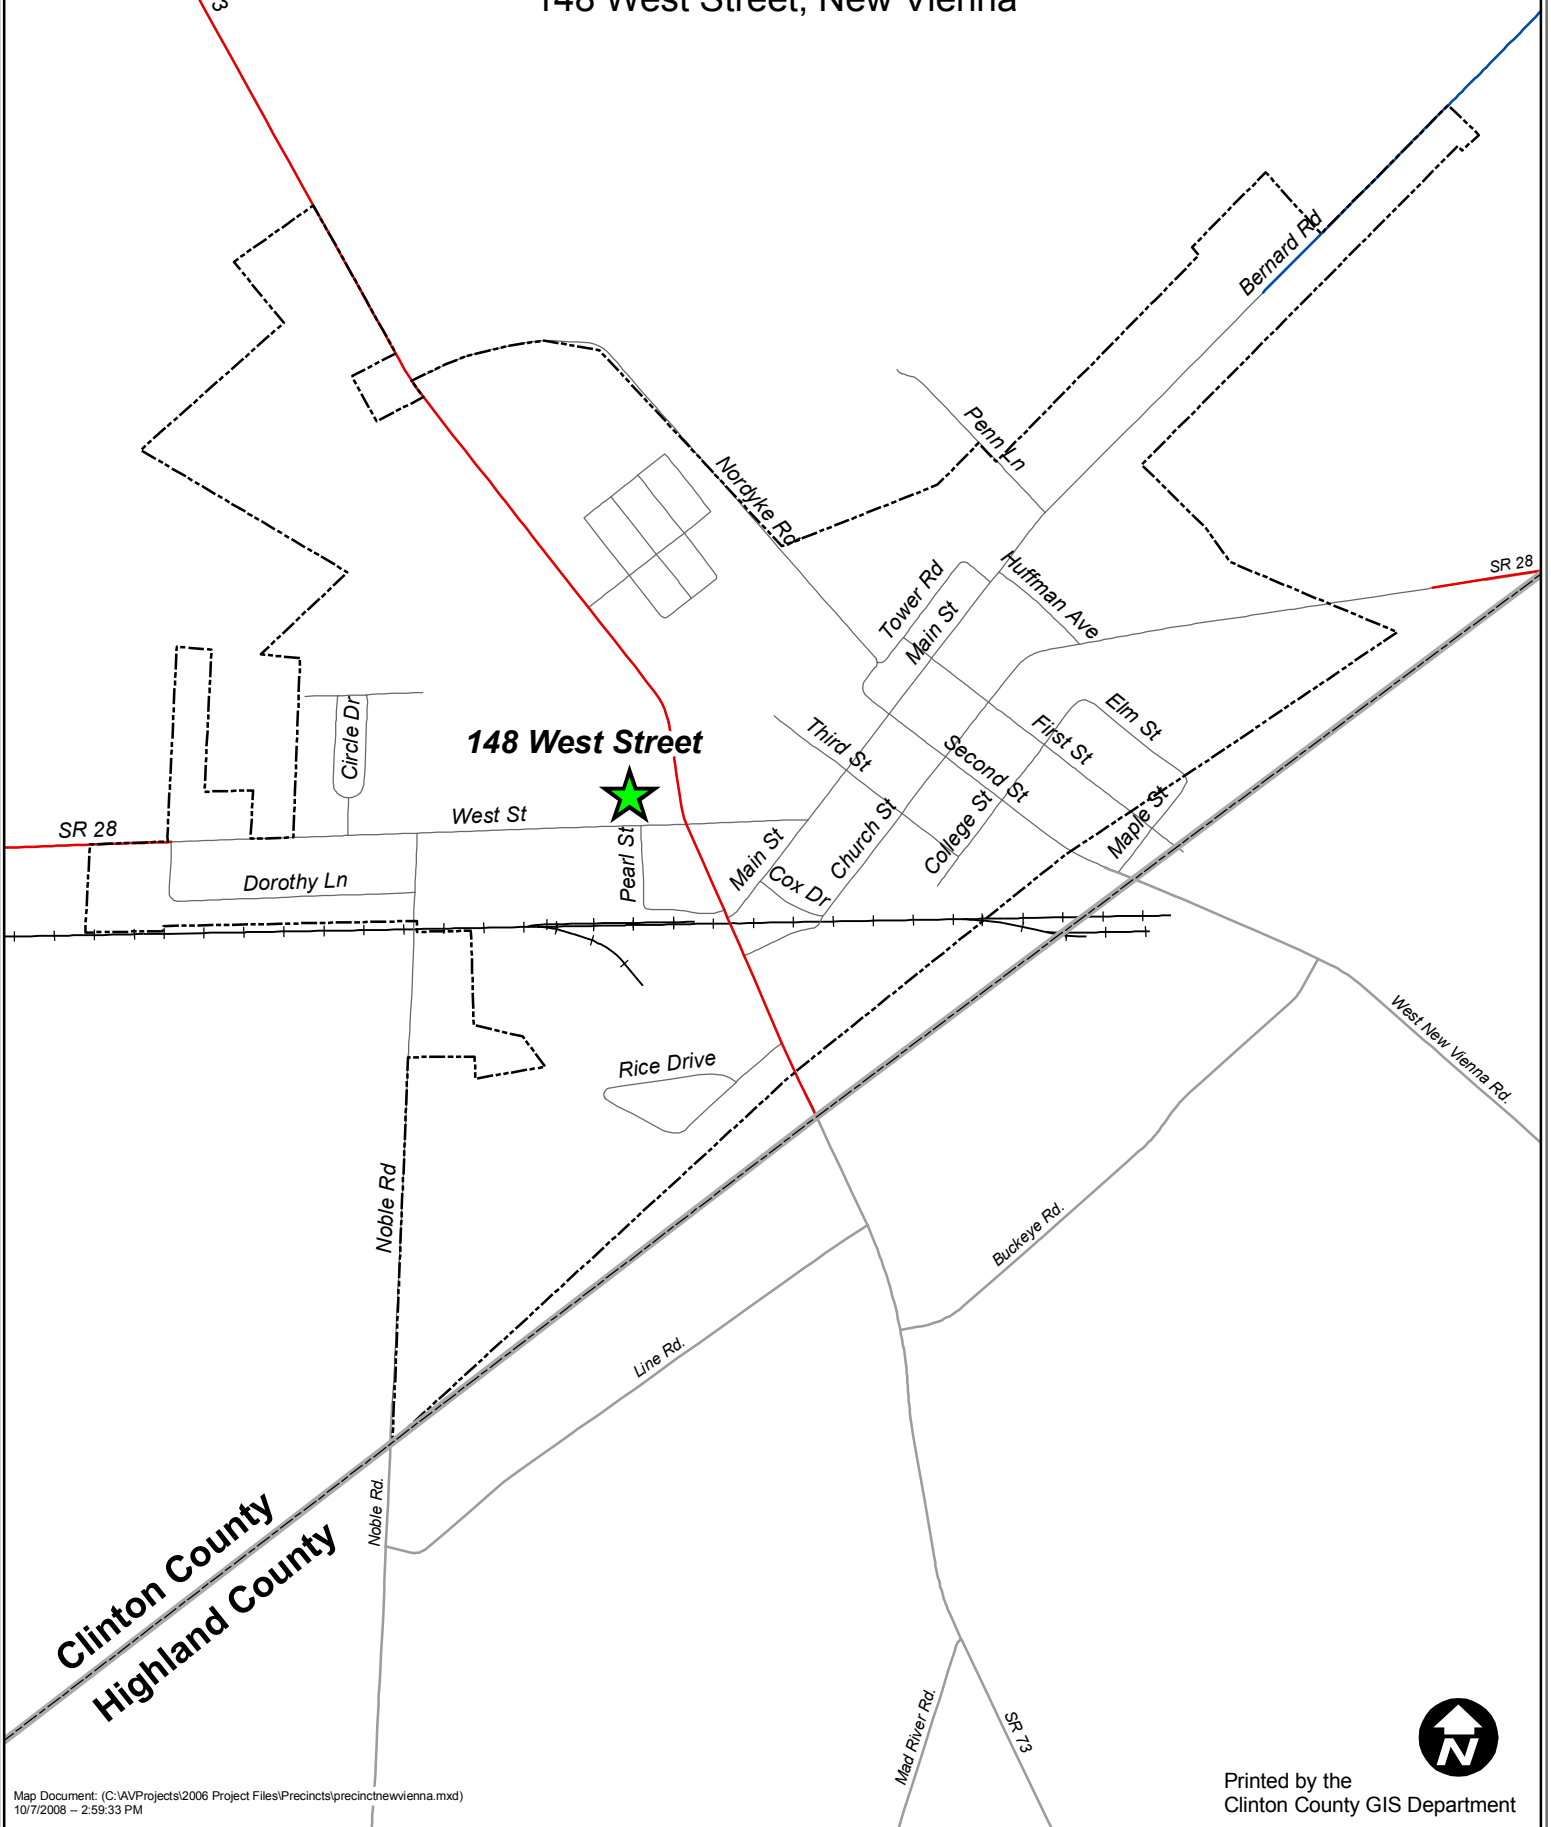 148 West Street, New Vienna
3
Bernard Rd
Penn Ln
Nordyke Rd
Huffman Ave
SR 28
Tower Rd
Main St
Elm St
Circle Dr
148 West Street
Third St
First St
Second St
West St
SR 28
Maple St
Church St
College St
Pearl St
Main St
Cox Dr
Dorothy Ln
West New Vienna Rd.
Rice Drive
Noble Rd
Buckeye Rd.
Line Rd.
Noble Rd.
Clinton County
Highland County
Mad River Rd.
SR 73
N
Printed by the
Clinton County GIS Department
Map Document: (C:\AVProjects\2006 Project Files\Precincts\precinctnewvienna.mxd)
10/7/2008 -- 2:59:33 PM